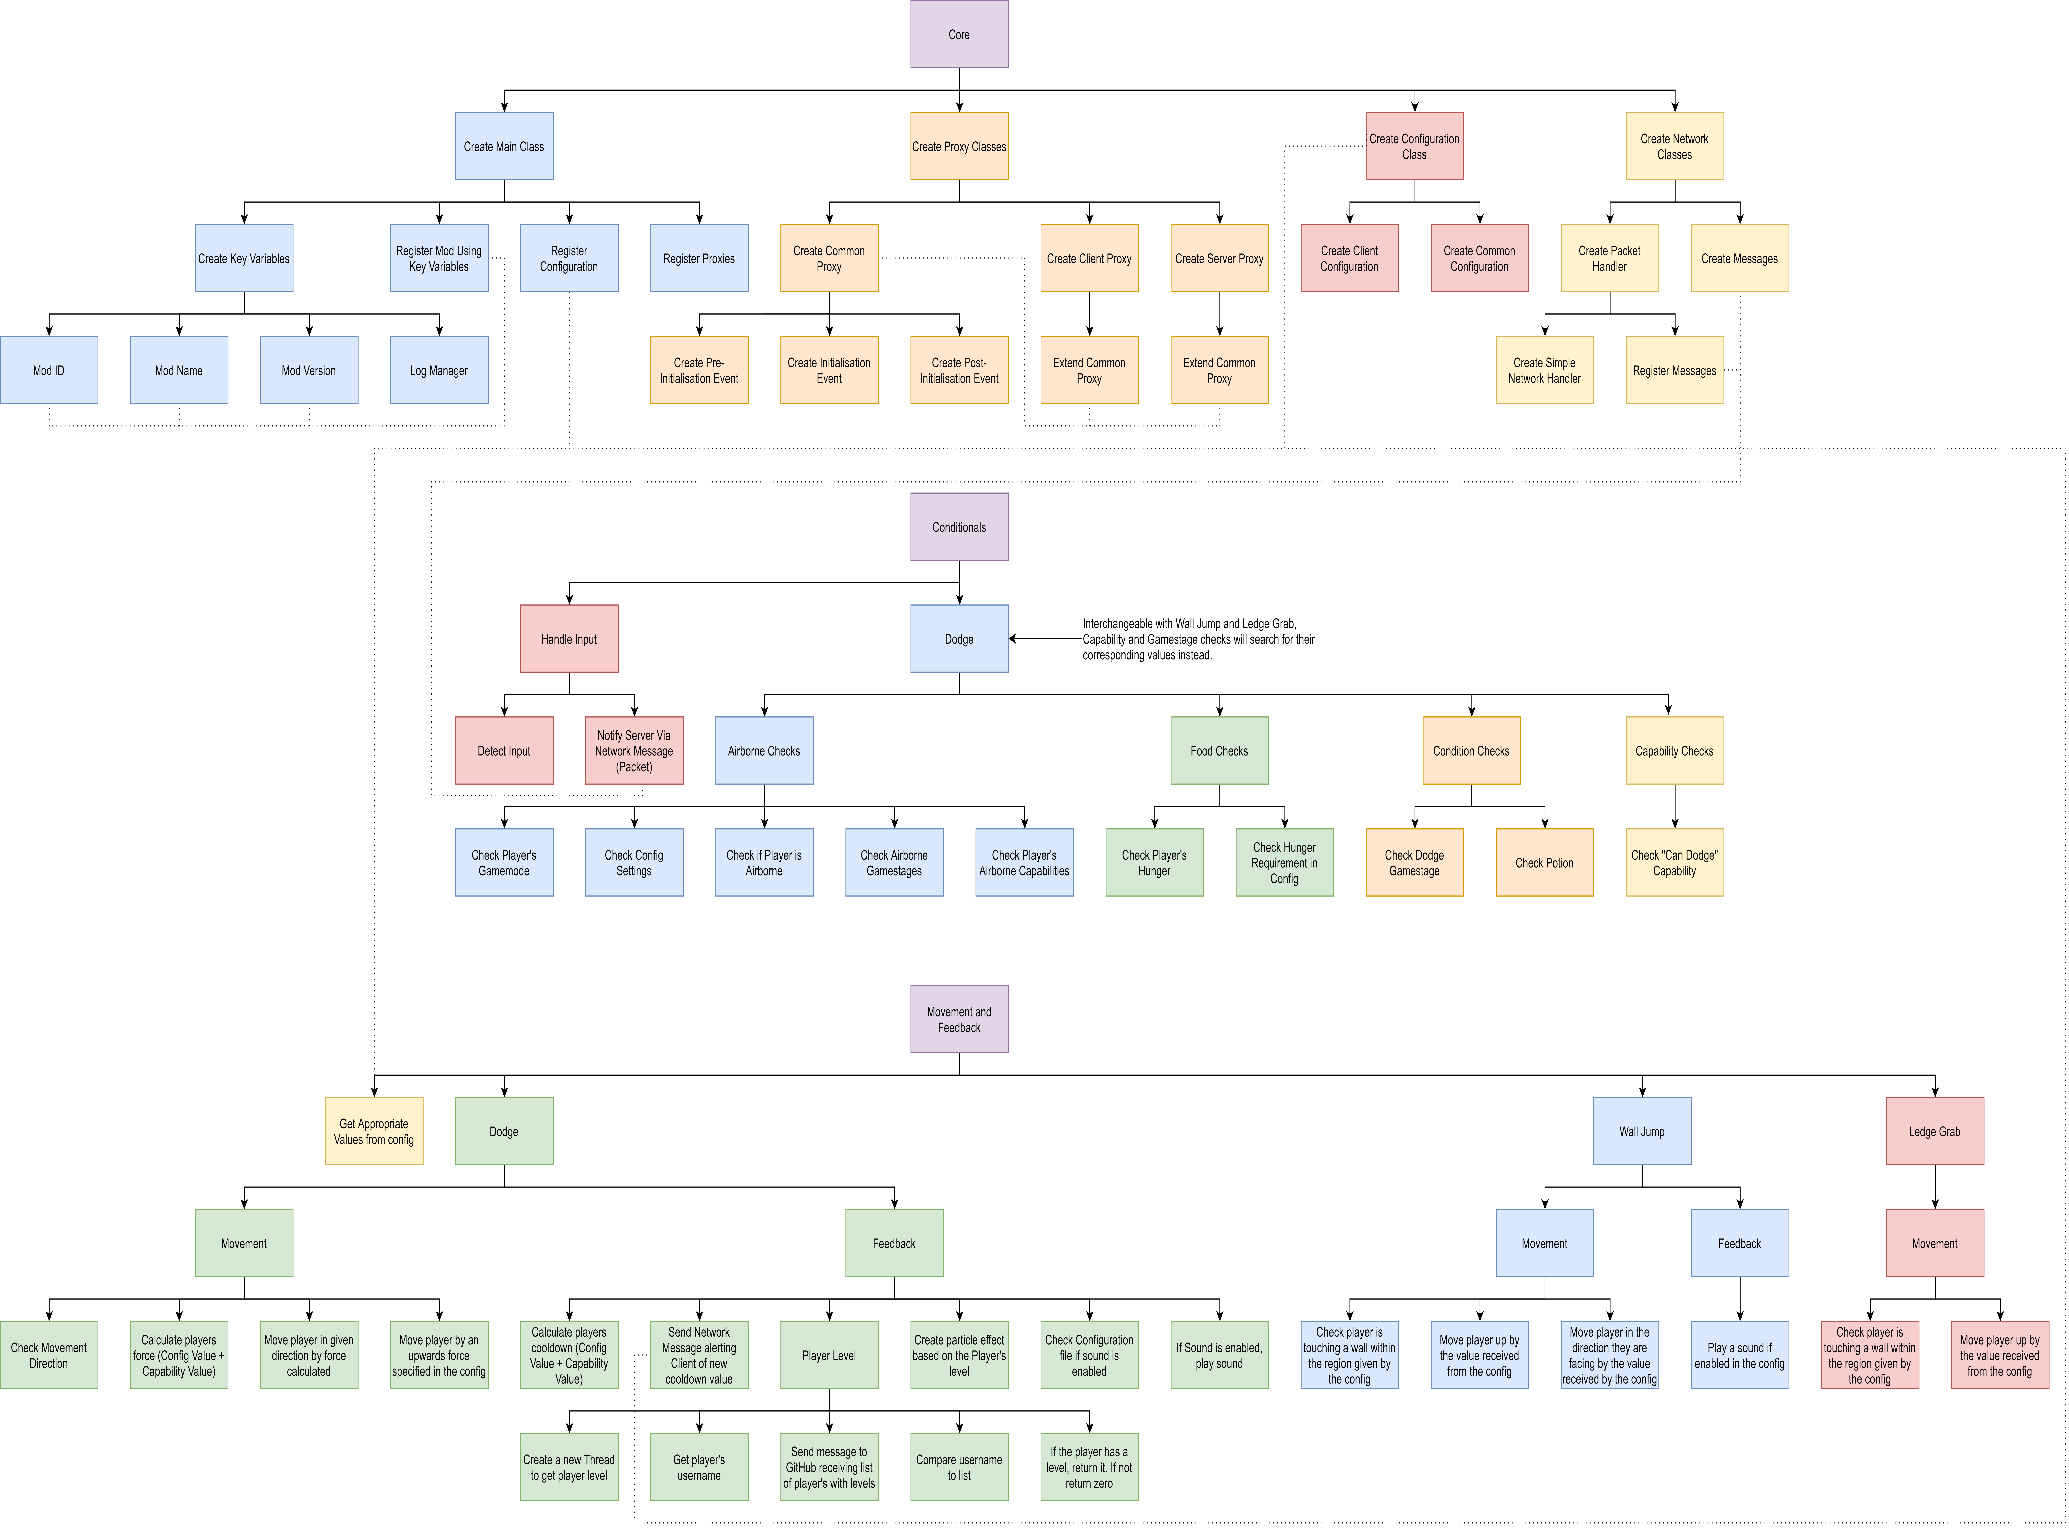 Core
Create Main Class
Create Proxy Classes
Create Configuration
Class
Create Network
Classes
Create Key Variables
Register Mod Using
Key Variables
Register
Configuration
Register Proxies
Create Common
Proxy
Create Client Proxy
Create Server Proxy
Create Client
Configuration
Create Common
Configuration
Create Packet
Handler
Create Messages
Mod ID
Mod Name
Mod Version
Log Manager
Create Pre-
Initialisation Event
Create Initialisation
Event
Create Post-
Initialisation Event
Extend Common
Proxy
Extend Common
Proxy
Create Simple
Network Handler
Register Messages
Conditionals
Handle Input
Dodge
Interchangeable with Wall Jump and Ledge Grab,
Capability and Gamestage checks will search for their
corresponding values instead.
Detect Input
Notify Server Via
Network Message
(Packet)
Airborne Checks
Food Checks
Condition Checks
Capability Checks
Check Player's
Gamemode
Check Config
Settings
Check if Player is
Airborne
Check Airborne
Gamestages
Check Player's
Airborne Capabilities
Check Player's
Hunger
Check Hunger
Requirement in
Config
Check Dodge
Gamestage
Check Potion
Check "Can Dodge"
Capability
Movement and
Feedback
Get Appropriate
Values from config
Dodge
Wall Jump
Ledge Grab
Movement
Feedback
Movement
Feedback
Movement
Check Movement
Direction
Calculate players
force (Config Value +
Capability Value)
Move player in given
direction by force
calculated
Move player by an
upwards force
specified in the config
Calculate players
cooldown (Config
Value + Capability
Value)
Send Network
Message alerting
Client of new
cooldown value
Player Level
Create particle effect
based on the Player's
level
Check Configuration
file if sound is
enabled
If Sound is enabled,
play sound
Check player is
touching a wall within
the region given by
the config
Move player up by
the value received
from the config
Move player in the
direction they are
facing by the value
received by the config
Play a sound if
enabled in the config
Check player is
touching a wall within
the region given by
the config
Move player up by
the value received
from the config
Create a new Thread
to get player level
Get player's
username
Send message to
GitHub receiving list
of player's with levels
Compare username
to list
If the player has a
level, return it. If not
return zero